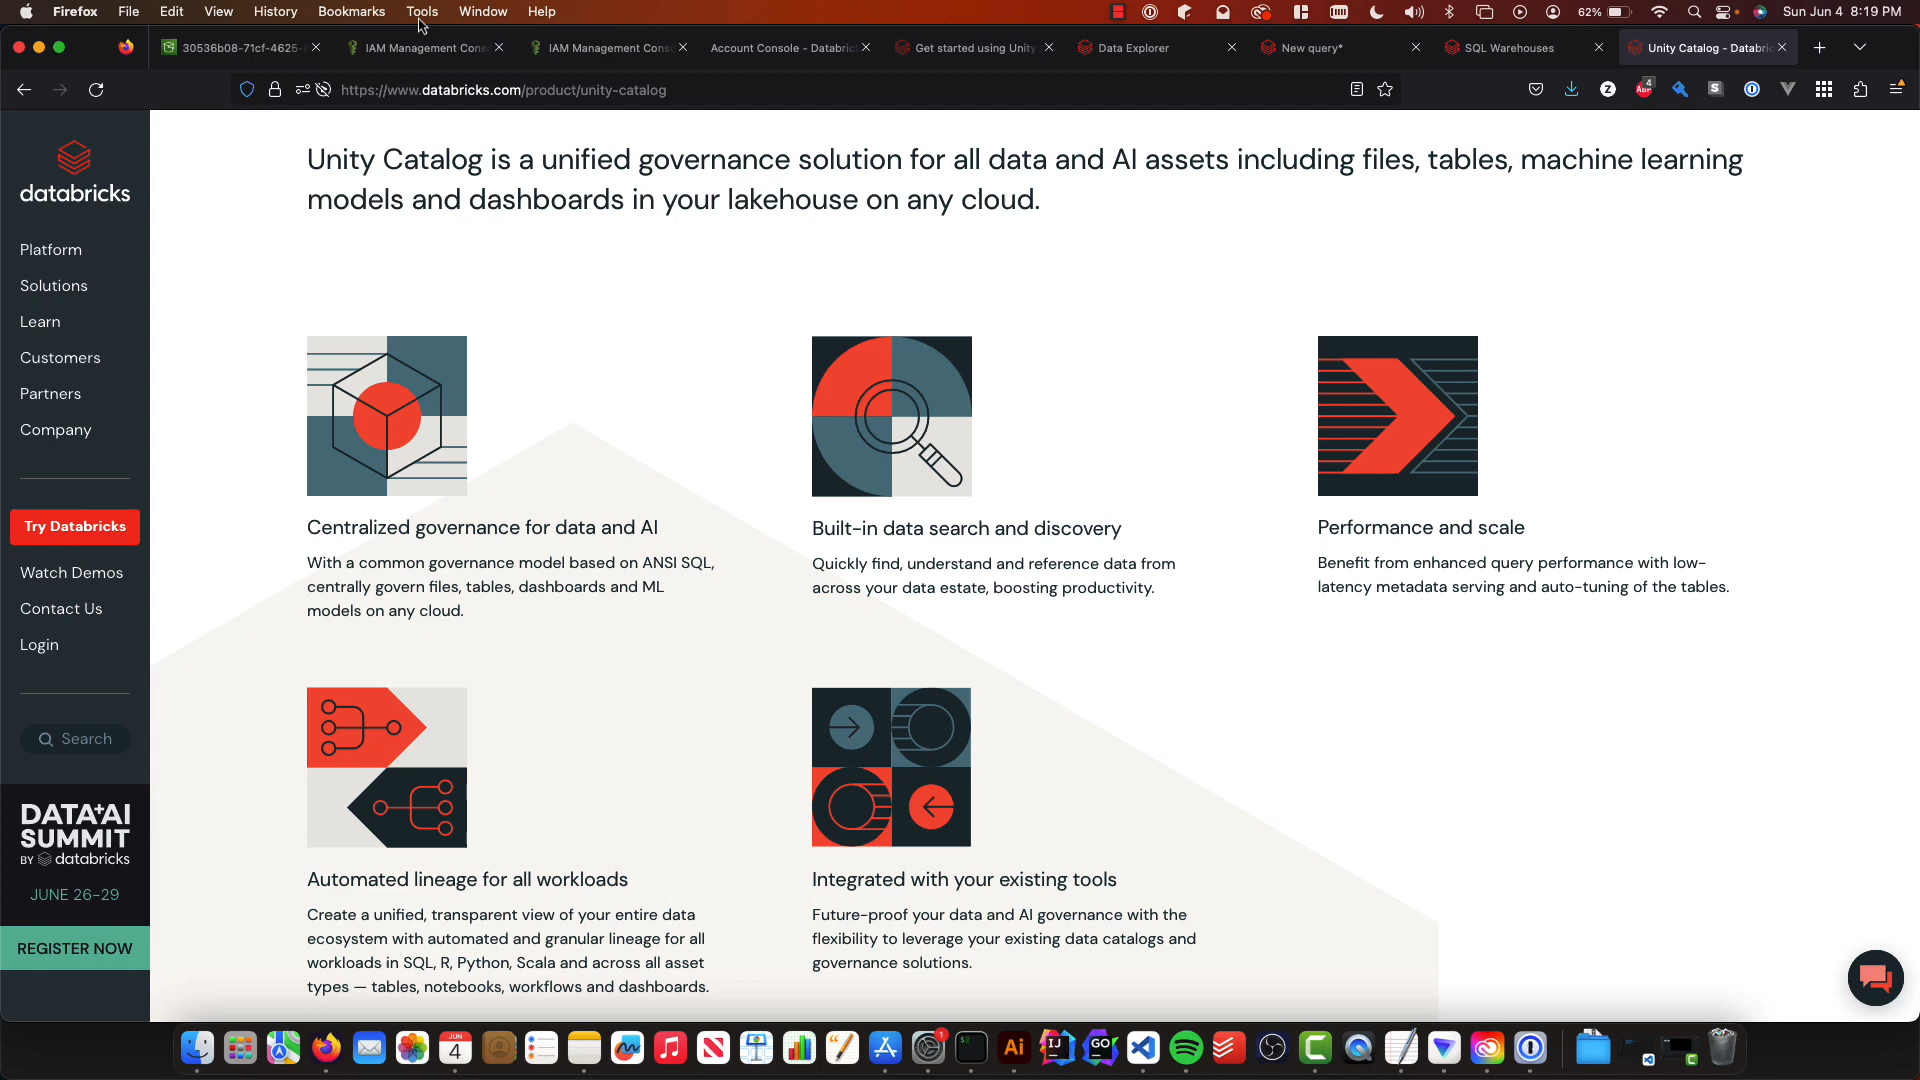 Firefox File Edit View History Bookmarks Tools Window Help
62% Sun Jun 4 8:19 PM
30536b08-71cf-4625-
IAM Management Cons
IAM Management Cons
Account Console - Databric
Get started using Unity
Data Explorer
New query*
SQL Warehouses
Unity Catalog - Databric
https://www.databricks.com/product/unity-catalog
databricks
Platform
Solutions
Learn
Customers
Partners
Company
Try Databricks
Watch Demos
Contact Us
Login
Search
DATA+AI
SUMMIT
BY databricks
JUNE 26-29
REGISTER NOW
Unity Catalog is a unified governance solution for all data and AI assets including files, tables, machine learning
models and dashboards in your lakehouse on any cloud.
Centralized governance for data and AI
With a common governance model based on ANSI SQL,
centrally govern files, tables, dashboards and ML
models on any cloud.
Built-in data search and discovery
Quickly find, understand and reference data from
across your data estate, boosting productivity.
Performance and scale
Benefit from enhanced query performance with low-
latency metadata serving and auto-tuning of the tables.
Automated lineage for all workloads
Create a unified, transparent view of your entire data
ecosystem with automated and granular lineage for all
workloads in SQL, R, Python, Scala and across all asset
types — tables, notebooks, workflows and dashboards.
Integrated with your existing tools
Future-proof your data and AI governance with the
flexibility to leverage your existing data catalogs and
governance solutions.
JUN
4
1
Ai
IJ
GO